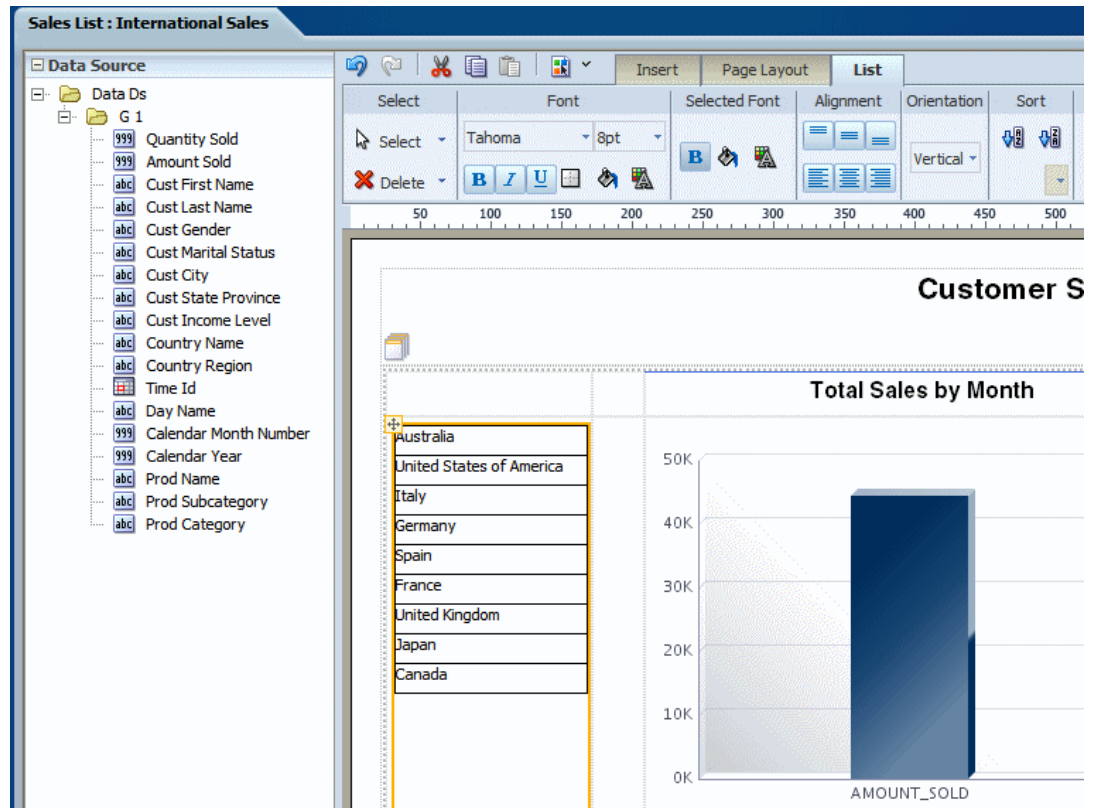 Sales List : International Sales
Data Source
Data Ds
G 1
999 Quantity Sold
999 Amount Sold
abc Cust First Name
abc Cust Last Name
abc Cust Gender
abc Cust Marital Status
abc Cust City
abc Cust State Province
abc Cust Income Level
abc Country Name
abc Country Region
Time Id
abc Day Name
999 Calendar Month Number
999 Calendar Year
abc Prod Name
abc Prod Subcategory
abc Prod Category
Insert Page Layout List
Select Font Selected Font Alignment Orientation Sort
Select Tahoma 8pt
Vertical
Delete B I U B
50 100 150 200 250 300 350 400 450 500
Customer S
Total Sales by Month
Australia
United States of America
Italy
Germany
Spain
France
United Kingdom
Japan
Canada
50K
40K
30K
20K
10K
0K
AMOUNT_SOLD